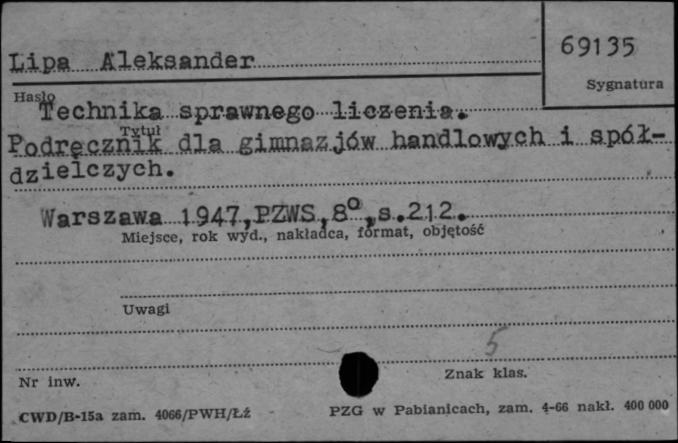 Lipa Aleksander
69135
Sygnatura
Hasło
Technika sprawnego liczenia.
Tytuł
Podręcznik dla gimnazjów handlowych i spół-
dzielczych.
Warszawa 1947,PZWS,8°,s.212.
Miejsce, rok wyd., nakładca, format, objętość
Uwagi
5
Nr inw.
Znak klas.
CWD/B-15a zam. 4066/PWH/Łź
PZG w Pabianicach, zam. 4-66 nakł. 400 000